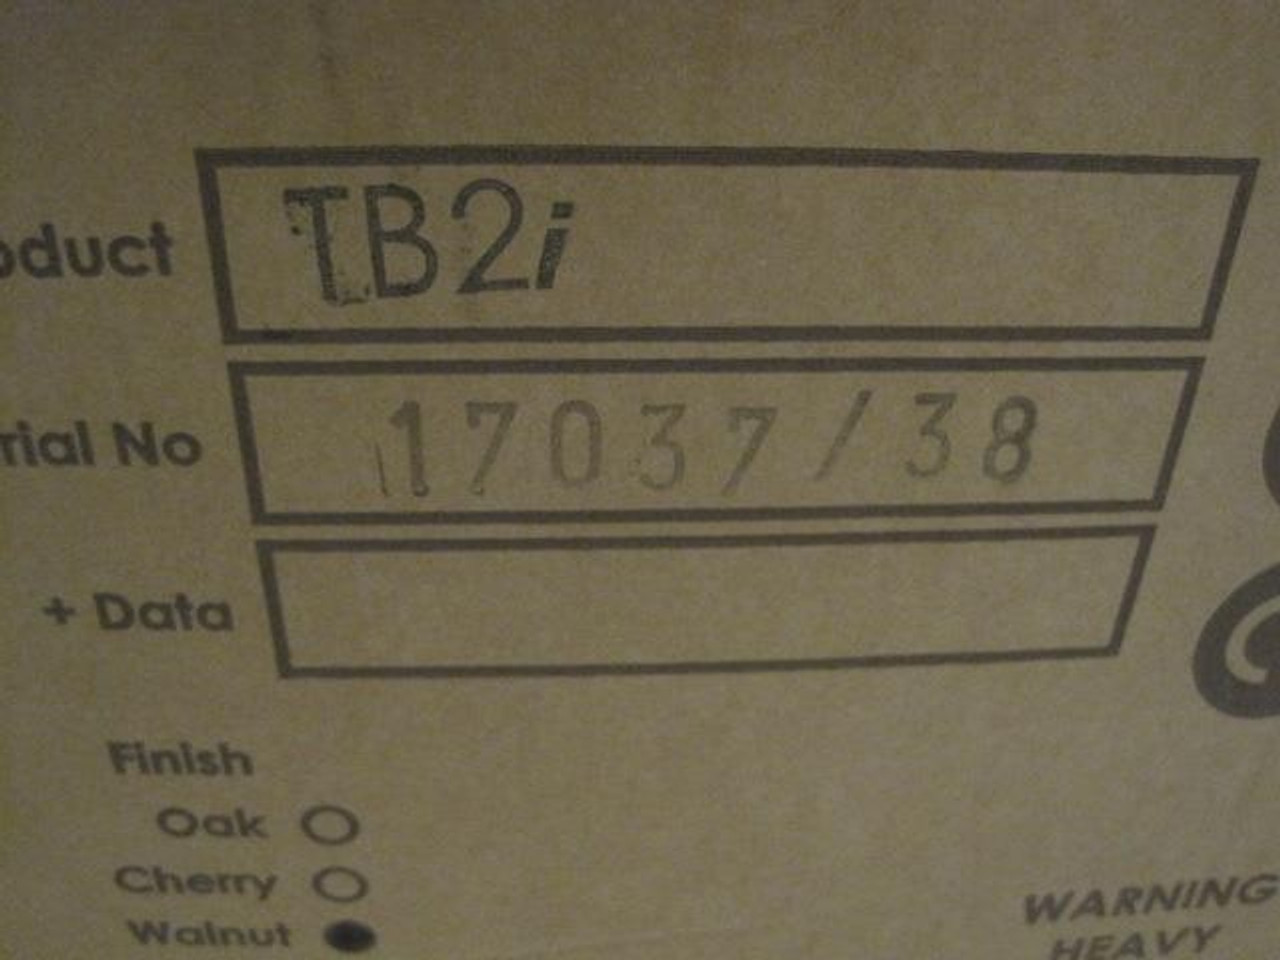 oduct TB2i
rial No 17037/38
+ Data
Finish
Oak
Cherry
Walnut
WARNING
HEAVY